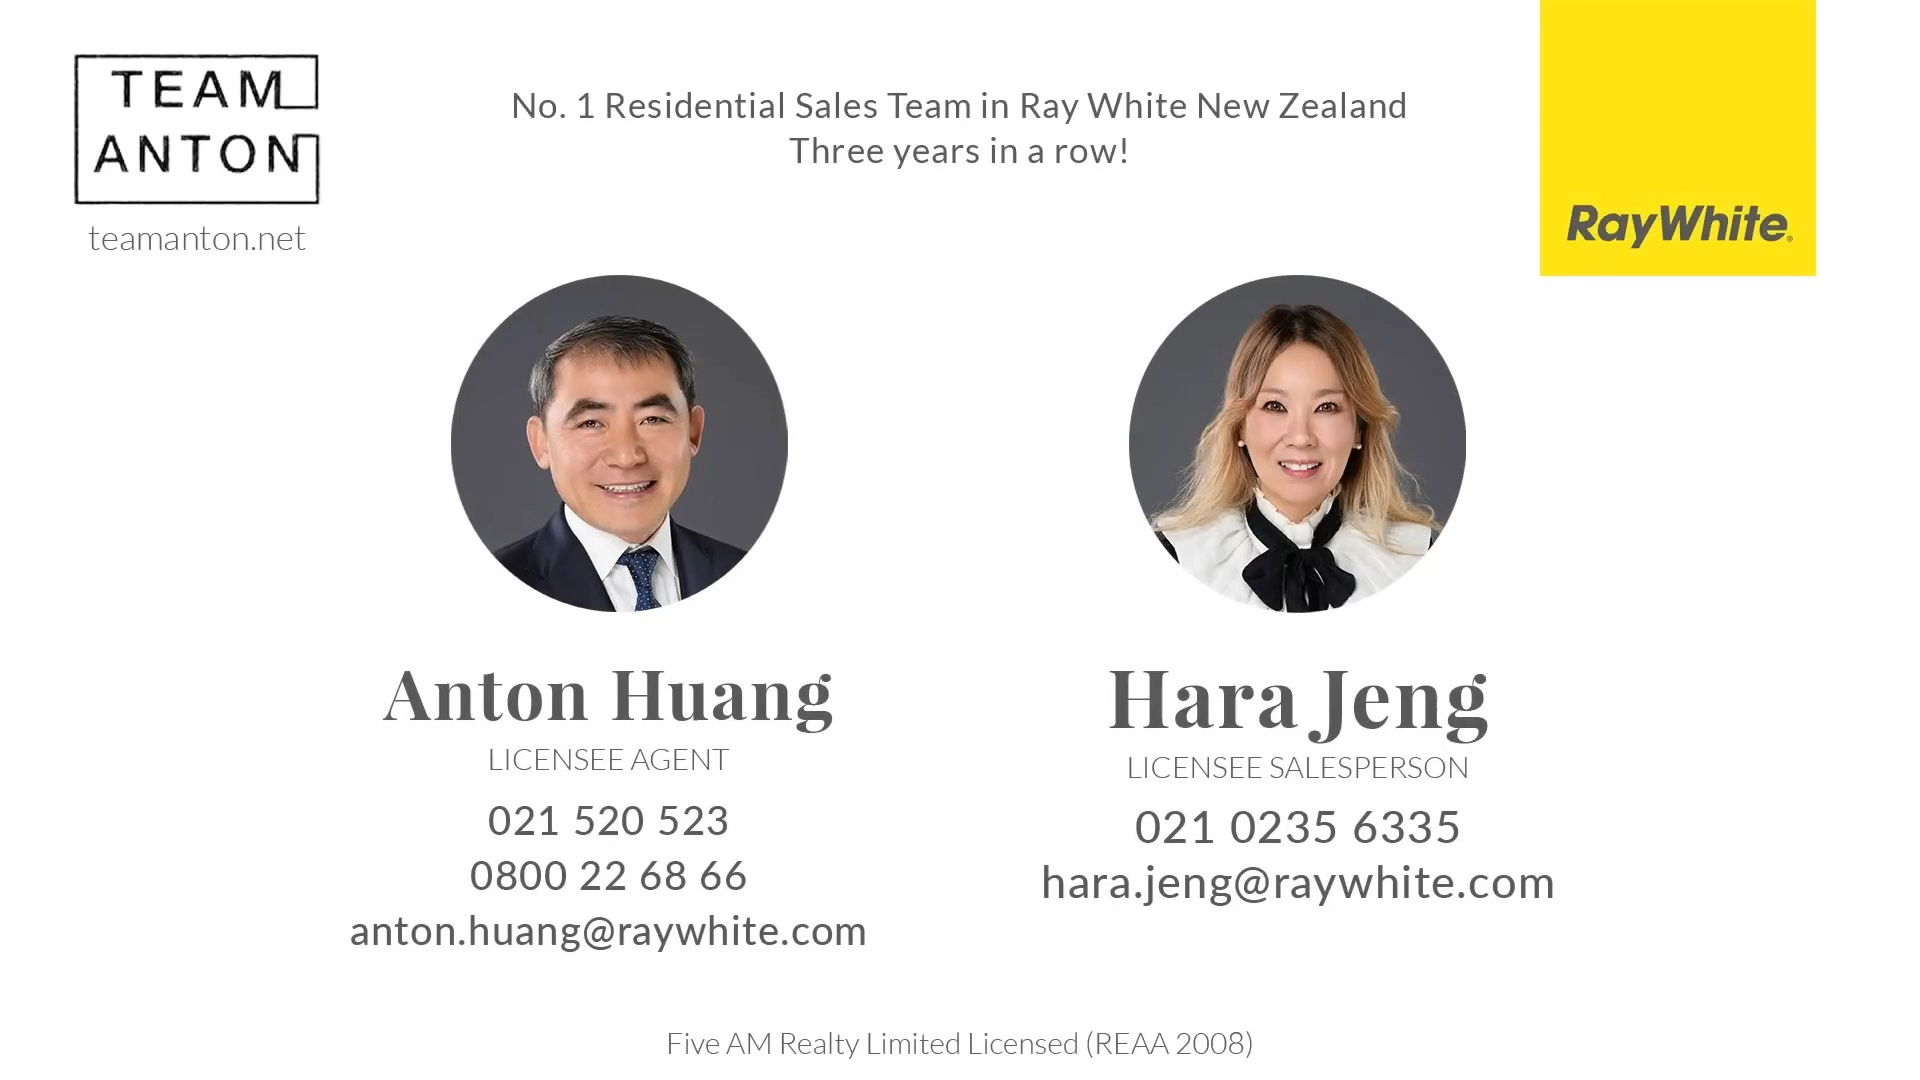 TEAM
ANTON
teamanton.net
No. 1 Residential Sales Team in Ray White New Zealand
Three years in a row!
RayWhite®
Anton Huang
LICENSEE AGENT
021 520 523
0800 22 68 66
anton.huang@raywhite.com
Hara Jeng
LICENSEE SALESPERSON
021 0235 6335
hara.jeng@raywhite.com
Five AM Realty Limited Licensed (REAA 2008)